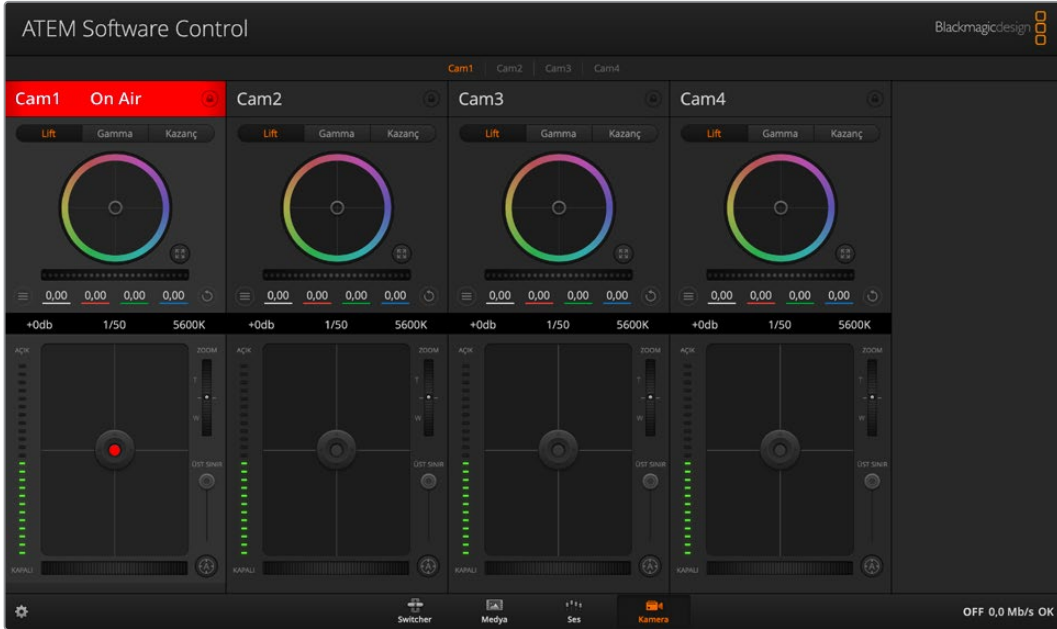 ATEM Software Control
Blackmagicdesign
Cam1 Cam2 Cam3 Cam4
Cam1 On Air Cam2 Cam3 Cam4
Lift Gamma Kazanç Lift Gamma Kazanç Lift Gamma Kazanç Lift Gamma Kazanç
0,00 0,00 0,00 0,00 0,00 0,00 0,00 0,00 0,00 0,00 0,00 0,00 0,00 0,00 0,00 0,00
+0db 1/50 5600K +0db 1/50 5600K +0db 1/50 5600K +0db 1/50 5600K
AÇIK ZOOM AÇIK ZOOM AÇIK ZOOM AÇIK ZOOM
T T T T
W W W W
ÜST SINIR ÜST SINIR ÜST SINIR ÜST SINIR
KAPALI KAPALI KAPALI KAPALI
Switcher Medya Ses Kamera
OFF 0,0 Mb/s OK